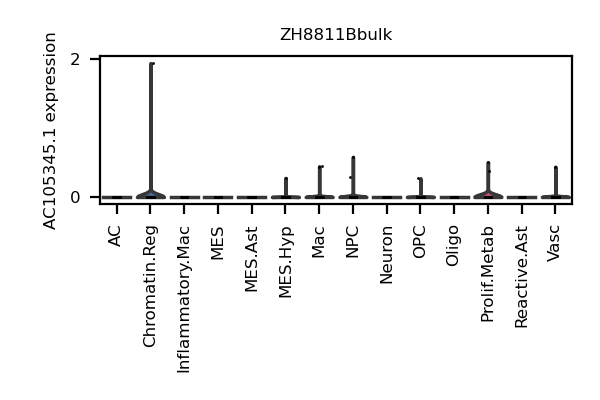 ZH8811Bbulk
AC105345.1 expression
2
0
AC
Chromatin.Reg
Inflammatory.Mac
MES
MES.Ast
MES.Hyp
Mac
NPC
Neuron
OPC
Oligo
Prolif.Metab
Reactive.Ast
Vasc